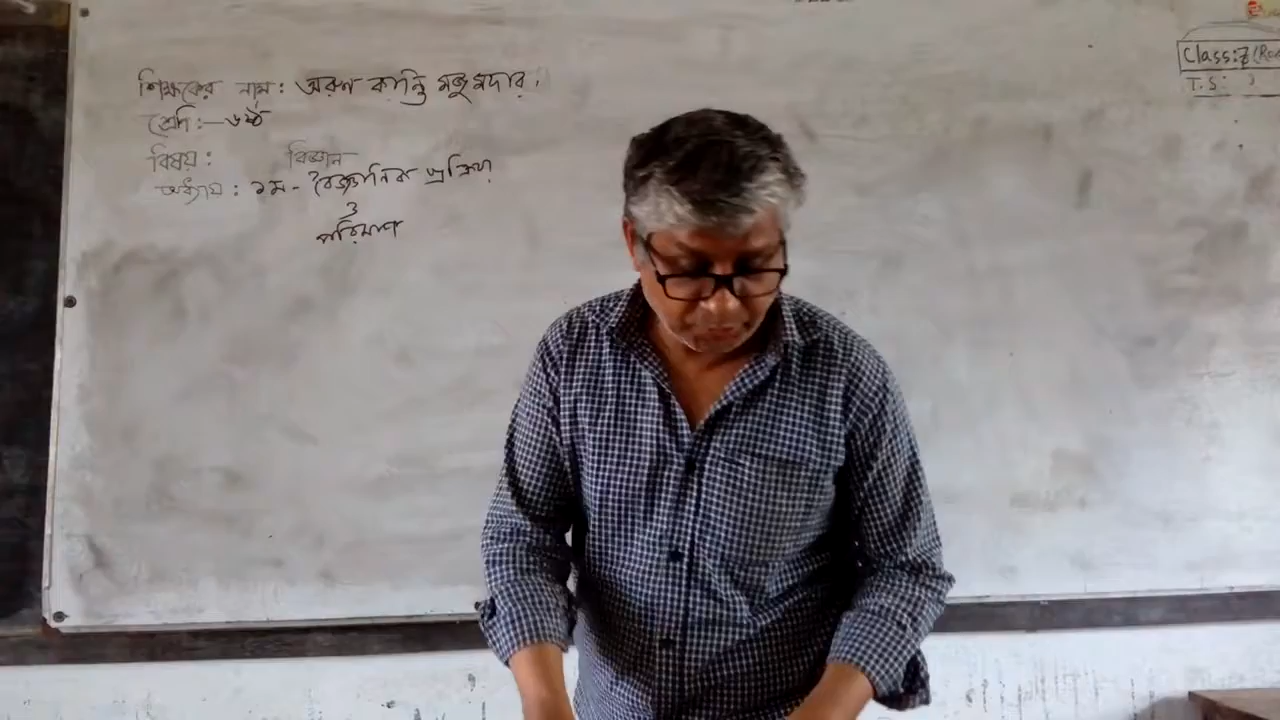 শিক্ষকের নাম: অরুণ কান্তি মজুমদার।
শ্রেণি :- ৬ষ্ঠ
বিষয় : বিজ্ঞান
অধ্যায় : ১ম - বৈজ্ঞানিক প্রক্রিয়া
ও
পরিমাপ
Class:
T.S: